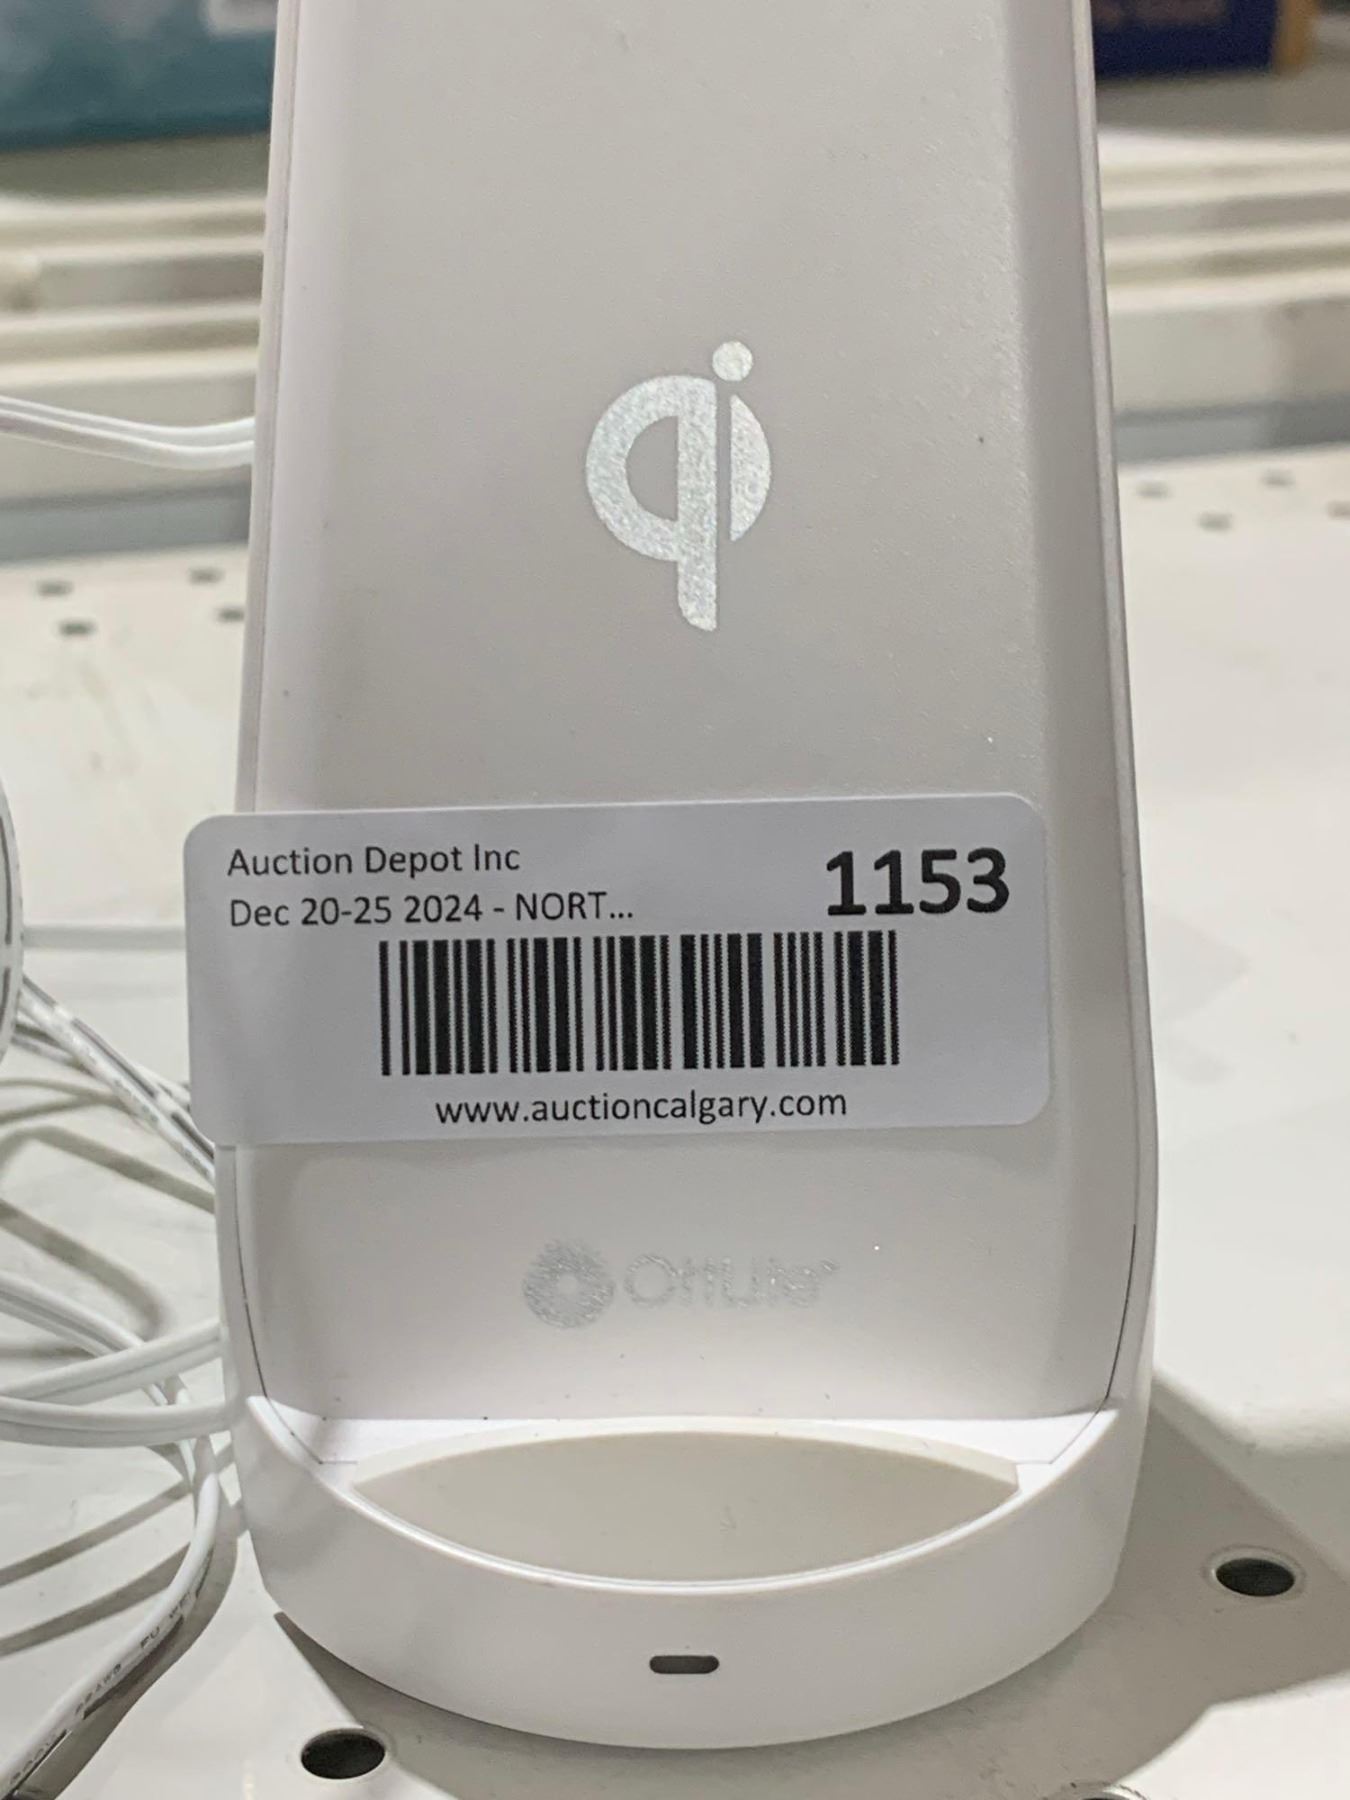 qi
Auction Depot Inc
1153
Dec 20-25 2024 - NORT...
www.auctioncalgary.com
OttLite